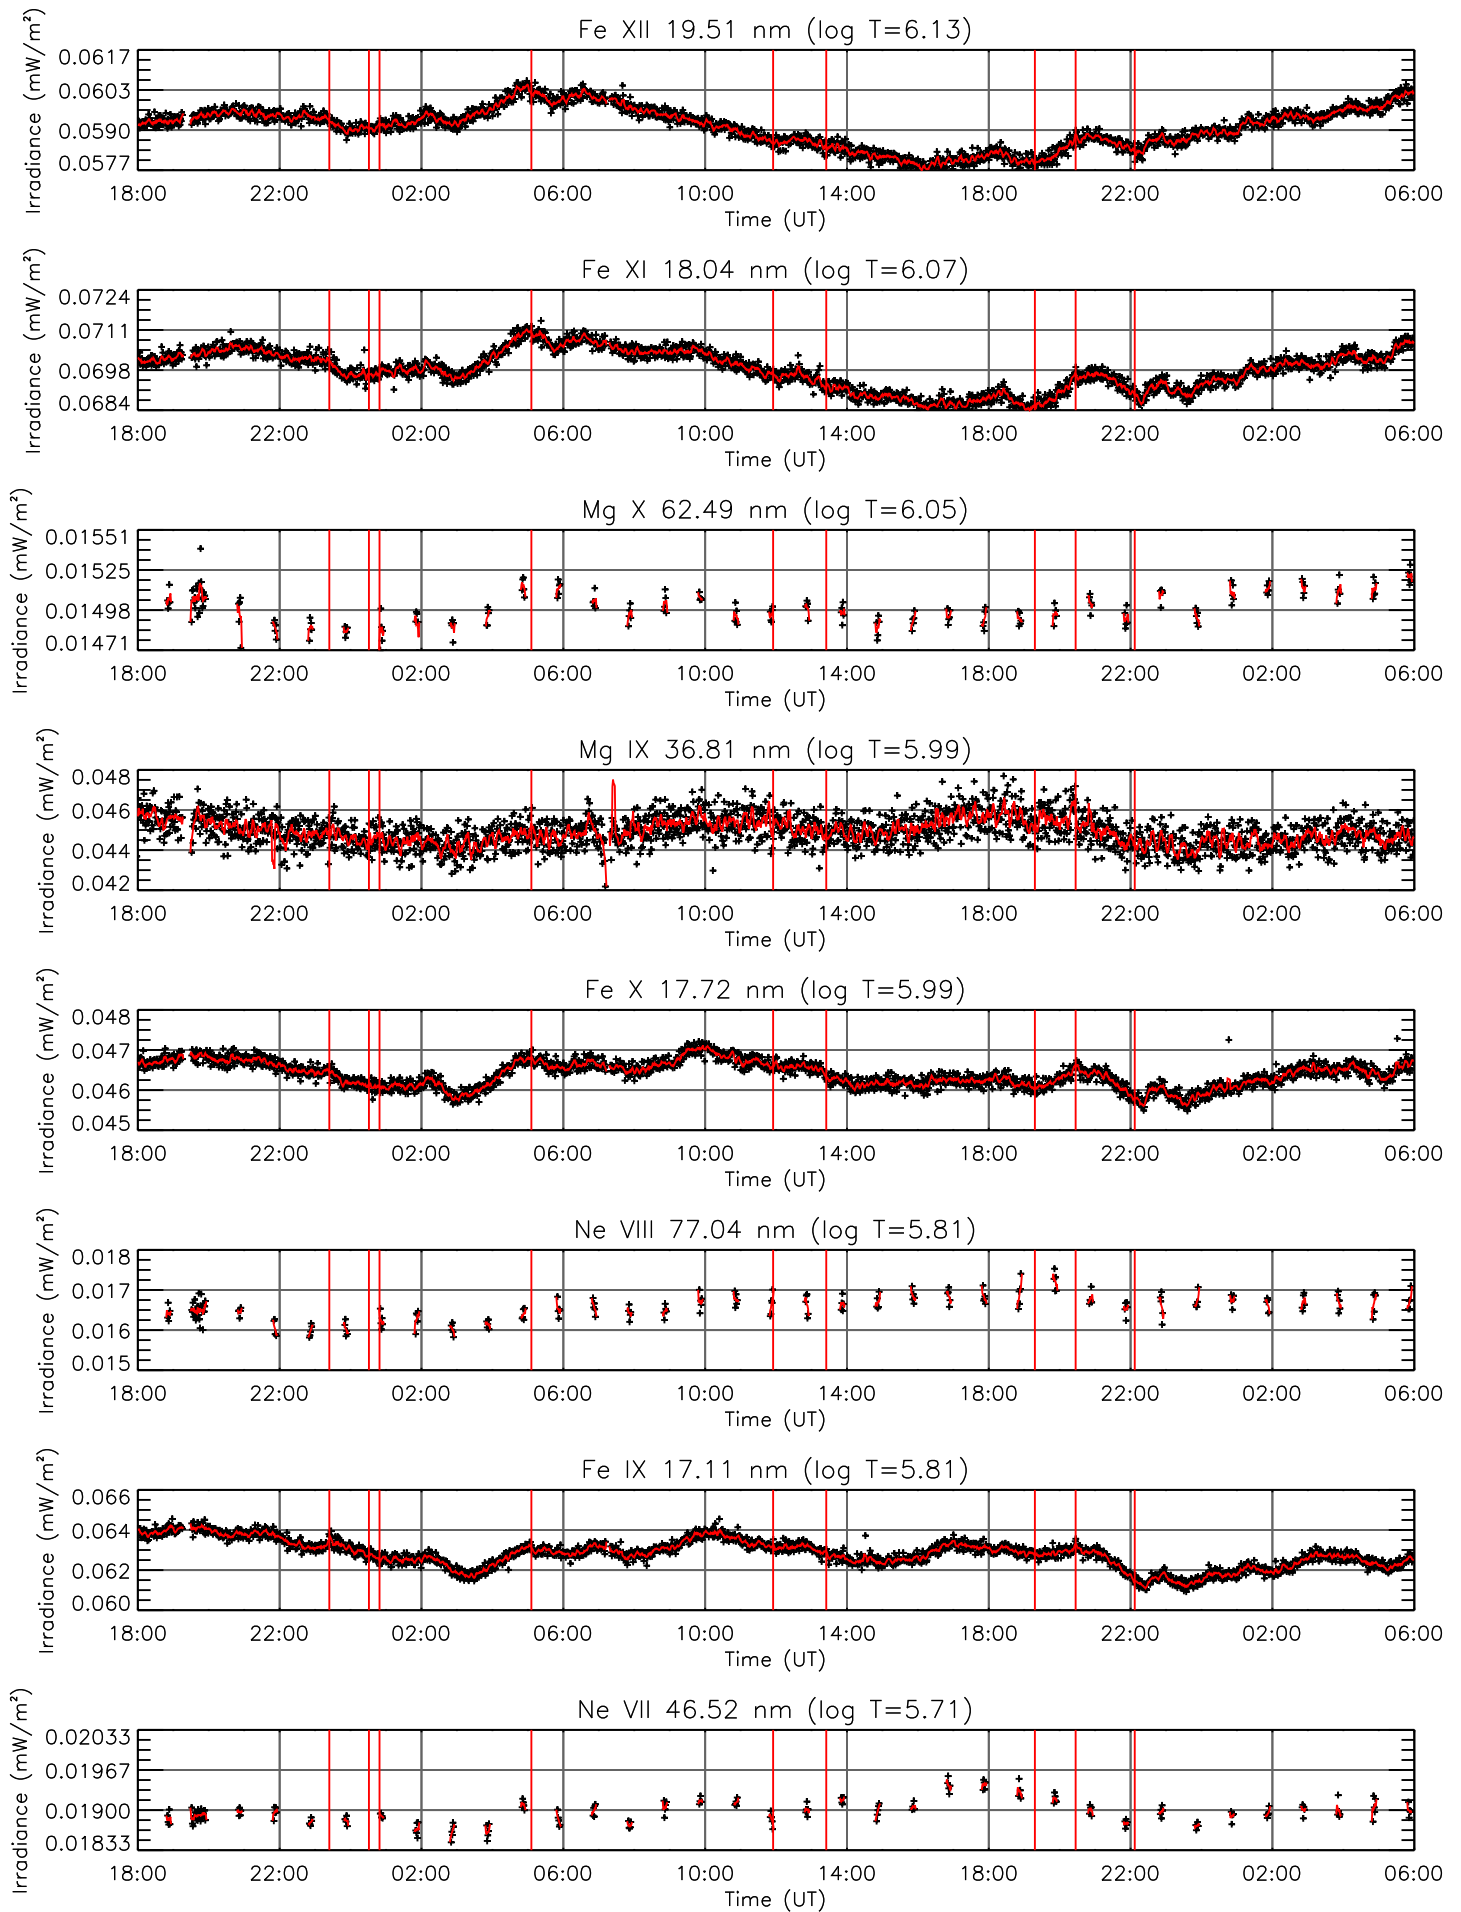 Fe XII 19.51 nm (log T=6.13)
Irradiance (mW/m²)
0.0617
0.0603
0.0590
0.0577
18:00 22:00 02:00 06:00 10:00 14:00 18:00 22:00 02:00 06:00
Time (UT)
Fe XI 18.04 nm (log T=6.07)
Irradiance (mW/m²)
0.0724
0.0711
0.0698
0.0684
18:00 22:00 02:00 06:00 10:00 14:00 18:00 22:00 02:00 06:00
Time (UT)
Mg X 62.49 nm (log T=6.05)
Irradiance (mW/m²)
0.01551
0.01525
0.01498
0.01471
18:00 22:00 02:00 06:00 10:00 14:00 18:00 22:00 02:00 06:00
Time (UT)
Mg IX 36.81 nm (log T=5.99)
Irradiance (mW/m²)
0.048
0.046
0.044
0.042
18:00 22:00 02:00 06:00 10:00 14:00 18:00 22:00 02:00 06:00
Time (UT)
Fe X 17.72 nm (log T=5.99)
Irradiance (mW/m²)
0.048
0.047
0.046
0.045
18:00 22:00 02:00 06:00 10:00 14:00 18:00 22:00 02:00 06:00
Time (UT)
Ne VIII 77.04 nm (log T=5.81)
Irradiance (mW/m²)
0.018
0.017
0.016
0.015
18:00 22:00 02:00 06:00 10:00 14:00 18:00 22:00 02:00 06:00
Time (UT)
Fe IX 17.11 nm (log T=5.81)
Irradiance (mW/m²)
0.066
0.064
0.062
0.060
18:00 22:00 02:00 06:00 10:00 14:00 18:00 22:00 02:00 06:00
Time (UT)
Ne VII 46.52 nm (log T=5.71)
Irradiance (mW/m²)
0.02033
0.01967
0.01900
0.01833
18:00 22:00 02:00 06:00 10:00 14:00 18:00 22:00 02:00 06:00
Time (UT)